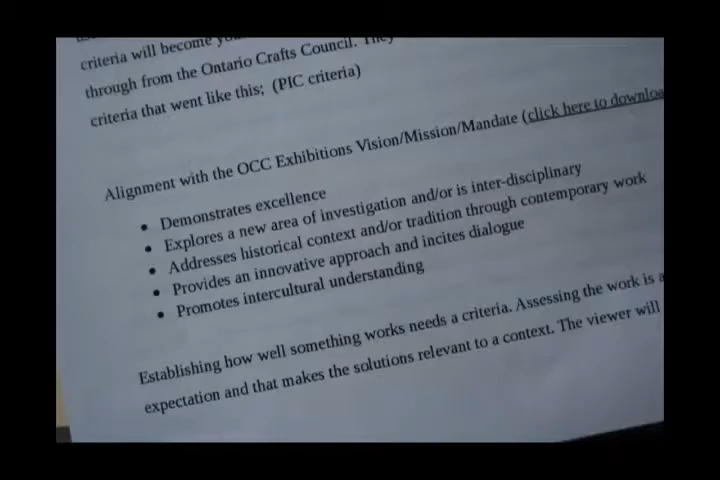 criteria will become
through from the Ontario Crafts Council. They
criteria that went like this; (PIC criteria)
Alignment with the OCC Exhibitions Vision/Mission/Mandate (click here to
• Demonstrates excellence
• Explores a new area of investigation and/or is inter-disciplinary
• Addresses historical context and/or tradition through contemporary work
• Provides an innovative approach and incites dialogue
• Promotes intercultural understanding
Establishing how well something works needs a criteria. Assessing the work is
expectation and that makes the solutions relevant to a context. The viewer will